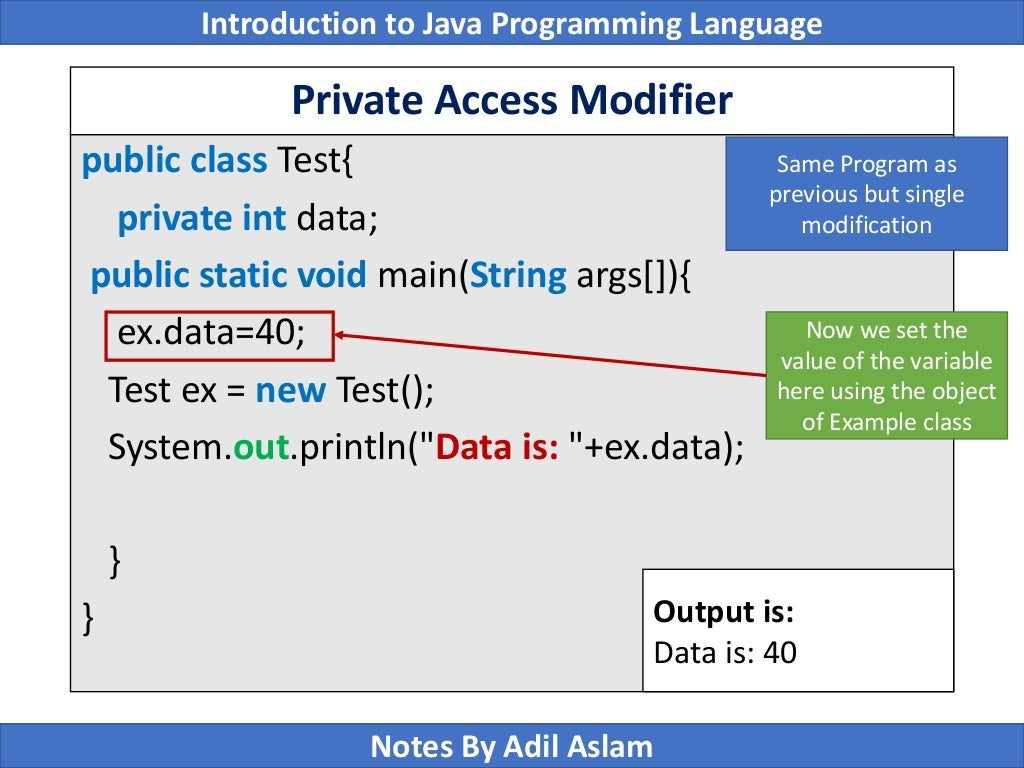 Introduction to Java Programming Language
Private Access Modifier
public class Test{
private int data;
public static void main(String args[]){
ex.data=40;
Test ex = new Test();
System.out.println("Data is: "+ex.data);
}
}
Same Program as
previous but single
modification
Now we set the
value of the variable
here using the object
of Example class
Output is:
Data is: 40
Notes By Adil Aslam